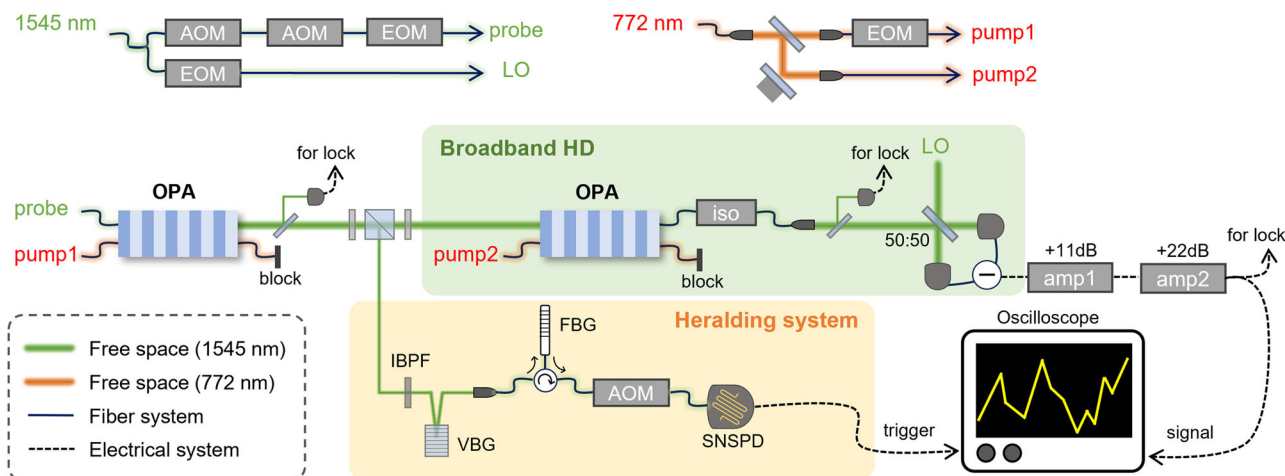 1545 nm
AOM
AOM
EOM
probe
EOM
LO
772 nm
EOM
pump1
pump2
Broadband HD
for lock
OPA
probe
pump1
block
OPA
pump2
block
iso
for lock
LO
50:50
+11dB
amp1
+22dB
amp2
for lock
Heralding system
IBPF
VBG
FBG
AOM
SNSPD
trigger
Oscilloscope
signal
Free space (1545 nm)
Free space (772 nm)
Fiber system
Electrical system